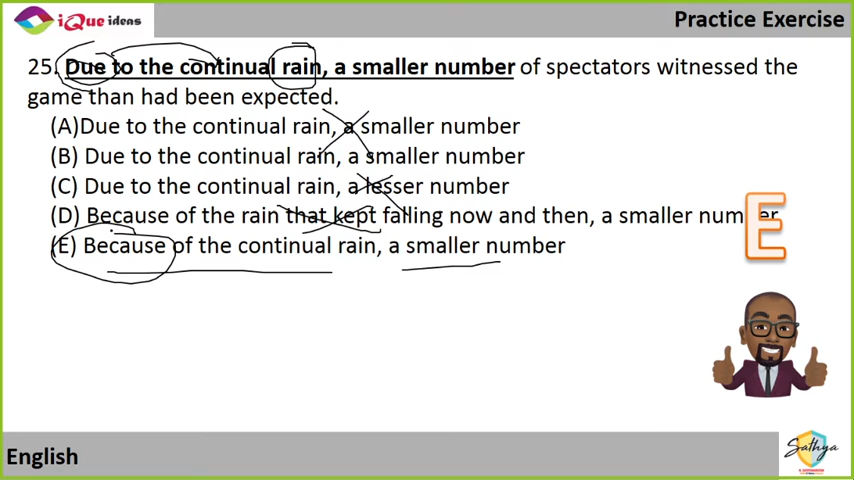 iQue ideas
Practice Exercise
25. Due to the continual rain, a smaller number of spectators witnessed the
game than had been expected.
(A)Due to the continual rain, a smaller number
(B) Due to the continual rain, a smaller number
(C) Due to the continual rain, a lesser number
(D) Because of the rain that kept falling now and then, a smaller number
(E) Because of the continual rain, a smaller number
E
English
Sathya